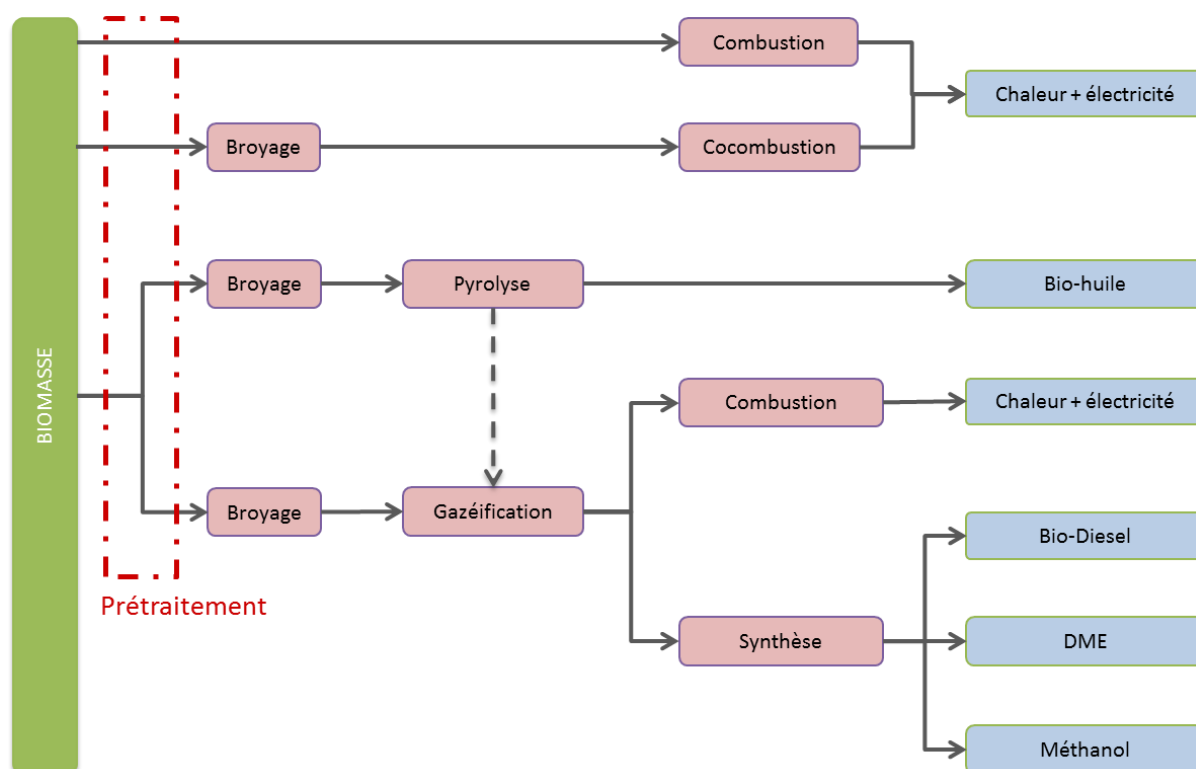 BIOMASSE
Combustion
Chaleur + électricité
Broyage
Cocombustion
Broyage
Pyrolyse
Bio-huile
Combustion
Chaleur + électricité
Broyage
Gazéification
Bio-Diesel
Prétraitement
Synthèse
DME
Méthanol